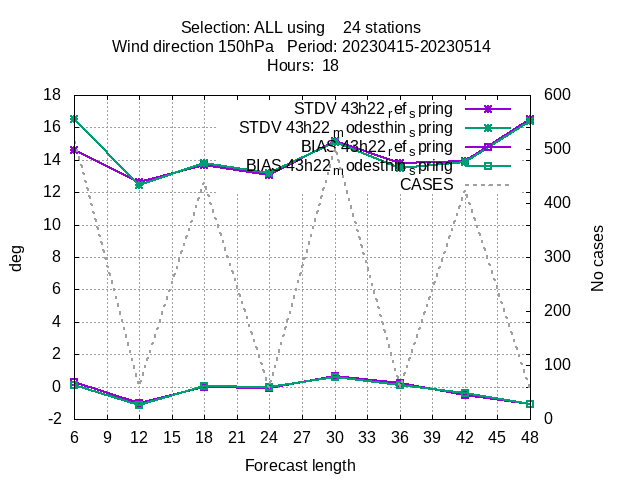 Selection: ALL using    24 stations
Wind direction 150hPa   Period: 20230415-20230514
Hours:  18
STDV 43h22_ref_spring
STDV 43h22_modesthin_spring
BIAS 43h22_ref_spring
BIAS 43h22_modesthin_spring
CASES
18
16
14
12
10
8
6
4
2
0
-2
deg
600
500
400
300
200
100
0
No cases
6 9 12 15 18 21 24 27 30 33 36 39 42 45 48
Forecast length